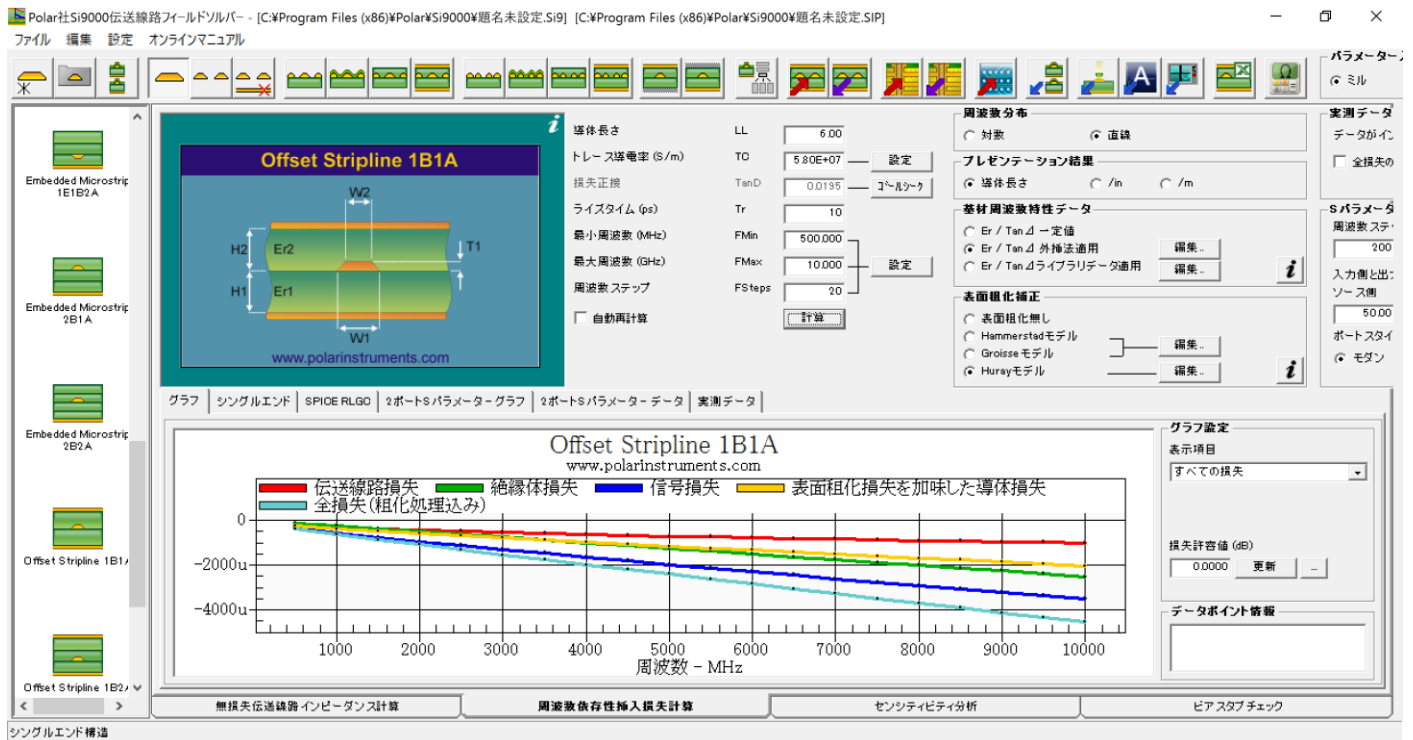 Polar社Si9000伝送線路フィールドソルバー - [C:¥Program Files (x86)¥Polar¥Si9000¥題名未設定.Si9] [C:¥Program Files (x86)¥Polar¥Si9000¥題名未設定.SIP]
ファイル 編集 設定 オンラインマニュアル
パラメータース
ミル
Embedded Microstrip
1E1B2A
Embedded Microstrip
2B1A
Embedded Microstrip
2B2A
Offset Stripline 1B1A
Offset Stripline 1B2A
Offset Stripline 1B1A
W2
H2 Er2 T1
H1 Er1
W1
www.polarinstruments.com
導体長さ LL 6.00
トレース導電率 (S/m) TC 5.80E+07 設定
損失正接 TanD 0.0195 ゴールシーク
ライズタイム (ps) Tr 10
最小周波数 (MHz) FMin 500.000
最大周波数 (GHz) FMax 10.000 設定
周波数ステップ FSteps 20
自動再計算 計算
周波数分布
対数 直線
プレゼンテーション結果
導体長さ /in /m
基材周波数特性データ
Er / Tan⊿ 一定値
Er / Tan⊿ 外挿法適用 編集..
Er / Tan⊿ライブラリデータ適用 編集..
表面粗化補正
表面粗化無し
Hammerstadモデル 編集..
Groisseモデル
Hurayモデル 編集..
実測データ
データがイン
全損失の
Sパラメータ
周波数ステ
200
入力側と出
ソース側
50.00
ポートスタイ
モダン
グラフ シングルエンド SPICE RLGC 2ポートSパラメーター-グラフ 2ポートSパラメーター-データ 実測データ
Offset Stripline 1B1A
www.polarinstruments.com
伝送線路損失 絶縁体損失 信号損失 表面粗化損失を加味した導体損失
全損失(粗化処理込み)
0
-2000u
-4000u
1000 2000 3000 4000 5000 6000 7000 8000 9000 10000
周波数 - MHz
グラフ設定
表示項目
すべての損失
損失許容値 (dB)
0.0000 更新 ...
データポイント情報
無損失伝送線路インピーダンス計算 周波数依存性挿入損失計算 センシティビティ分析 ビアスタブチェック
シングルエンド構造